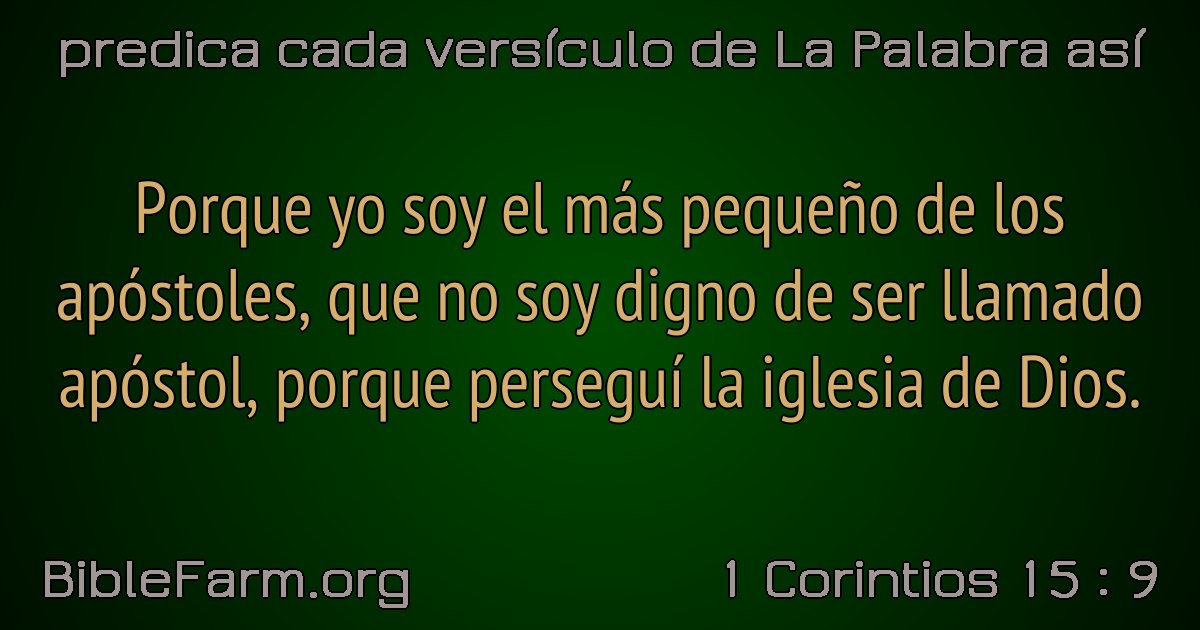 predica cada versículo de La Palabra así
Porque yo soy el más pequeño de los
apóstoles, que no soy digno de ser llamado
apóstol, porque perseguí la iglesia de Dios.
BibleFarm.org
1 Corintios 15 : 9